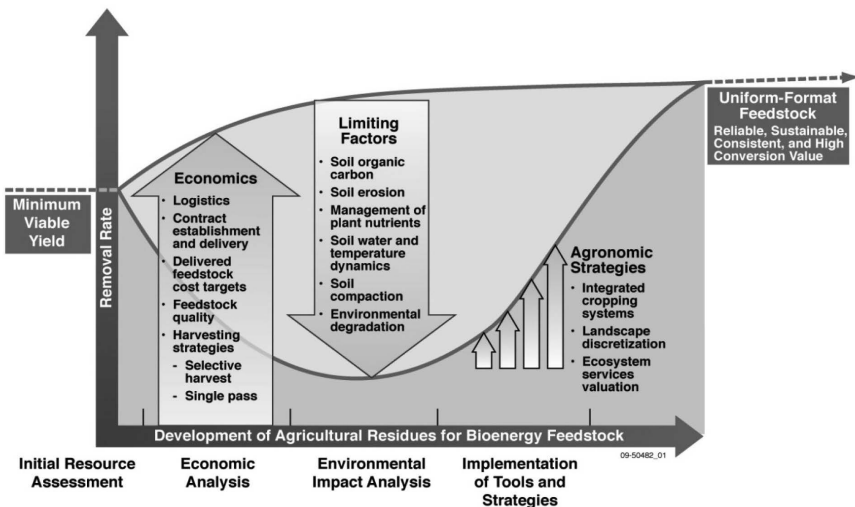 Minimum
Viable
Yield
Removal Rate
Economics
· Logistics
· Contract
establishment
and delivery
· Delivered
feedstock
cost targets
· Feedstock
quality
· Harvesting
strategies
- Selective
harvest
- Single pass
Limiting
Factors
· Soil organic
carbon
· Soil erosion
· Management of
plant nutrients
· Soil water and
temperature
dynamics
· Soil
compaction
· Environmental
degradation
Agronomic
Strategies
· Integrated
cropping
systems
· Landscape
discretization
· Ecosystem
services
valuation
Uniform-Format
Feedstock
Reliable, Sustainable,
Consistent, and High
Conversion Value
Development of Agricultural Residues for Bioenergy Feedstock
09-50482_01
Initial Resource
Assessment
Economic
Analysis
Environmental
Impact Analysis
Implementation
of Tools and
Strategies